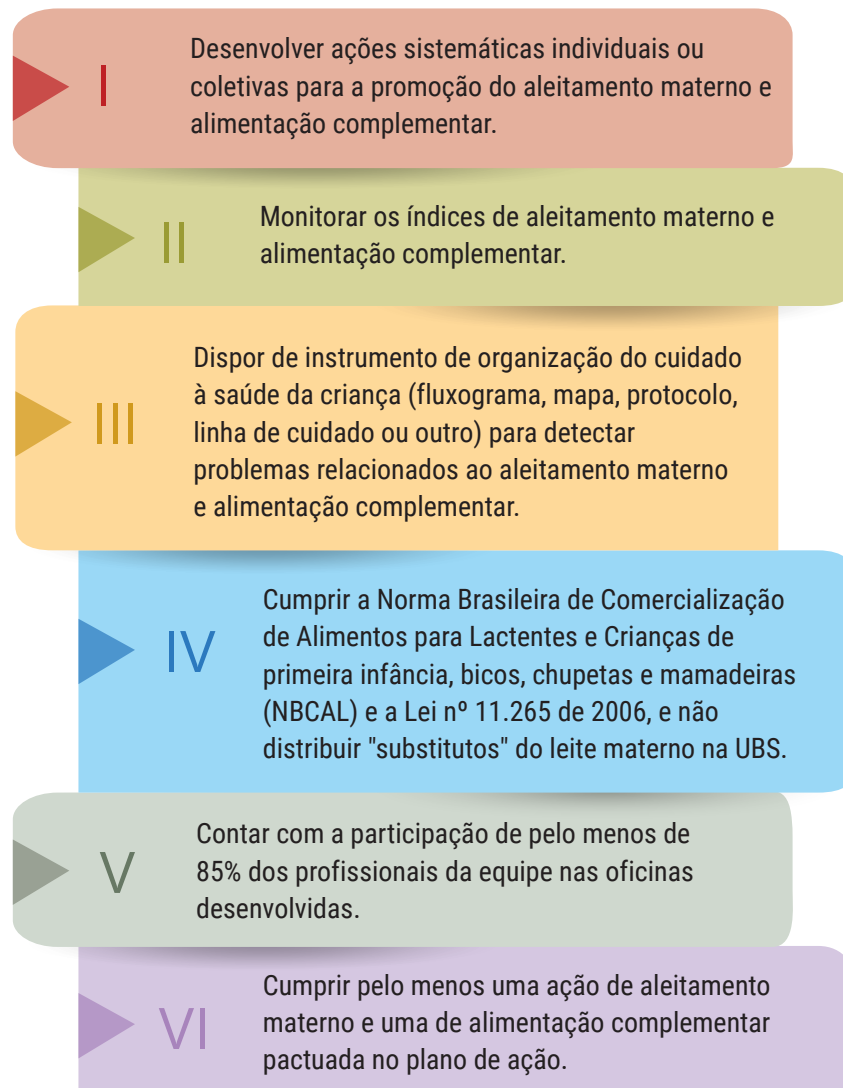 I
Desenvolver ações sistemáticas individuais ou
coletivas para a promoção do aleitamento materno e
alimentação complementar.
II
Monitorar os índices de aleitamento materno e
alimentação complementar.
III
Dispor de instrumento de organização do cuidado
à saúde da criança (fluxograma, mapa, protocolo,
linha de cuidado ou outro) para detectar
problemas relacionados ao aleitamento materno
e alimentação complementar.
IV
Cumprir a Norma Brasileira de Comercialização
de Alimentos para Lactentes e Crianças de
primeira infância, bicos, chupetas e mamadeiras
(NBCAL) e a Lei nº 11.265 de 2006, e não
distribuir "substitutos" do leite materno na UBS.
V
Contar com a participação de pelo menos de
85% dos profissionais da equipe nas oficinas
desenvolvidas.
VI
Cumprir pelo menos uma ação de aleitamento
materno e uma de alimentação complementar
pactuada no plano de ação.